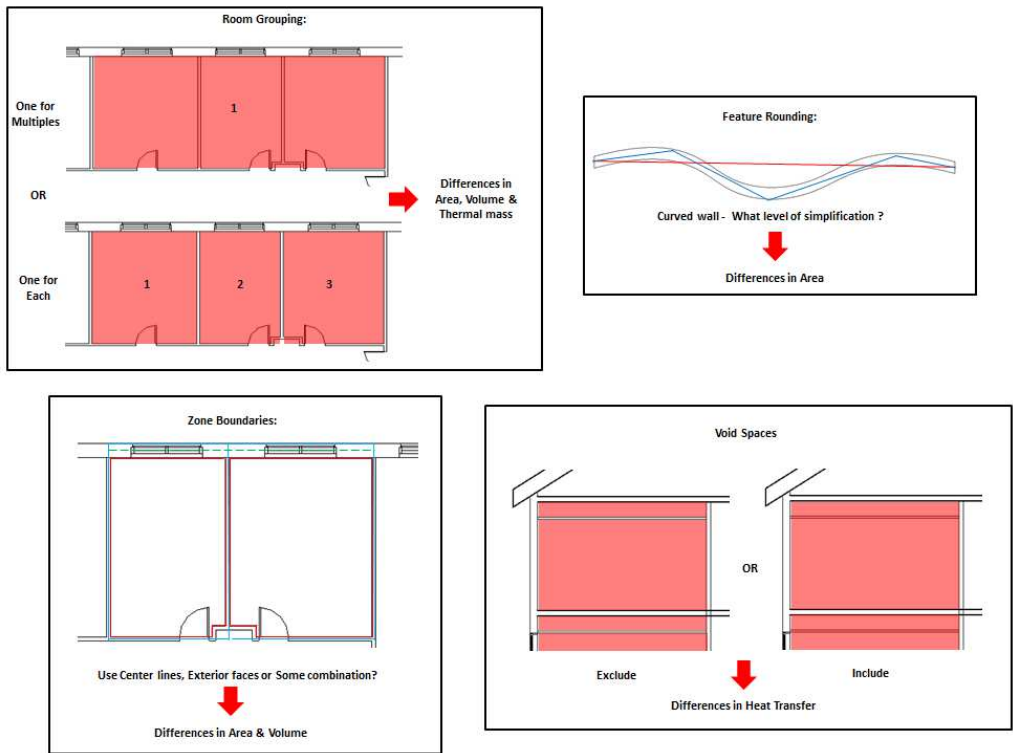 Room Grouping:
One for
Multiples
1
OR
Differences in
Area, Volume &
Thermal mass
One for
Each
1
2
3
Feature Rounding:
Curved wall - What level of simplification ?
Differences in Area
Zone Boundaries:
Use Center lines, Exterior faces or Some combination?
Differences in Area & Volume
Void Spaces
OR
Exclude
Include
Differences in Heat Transfer